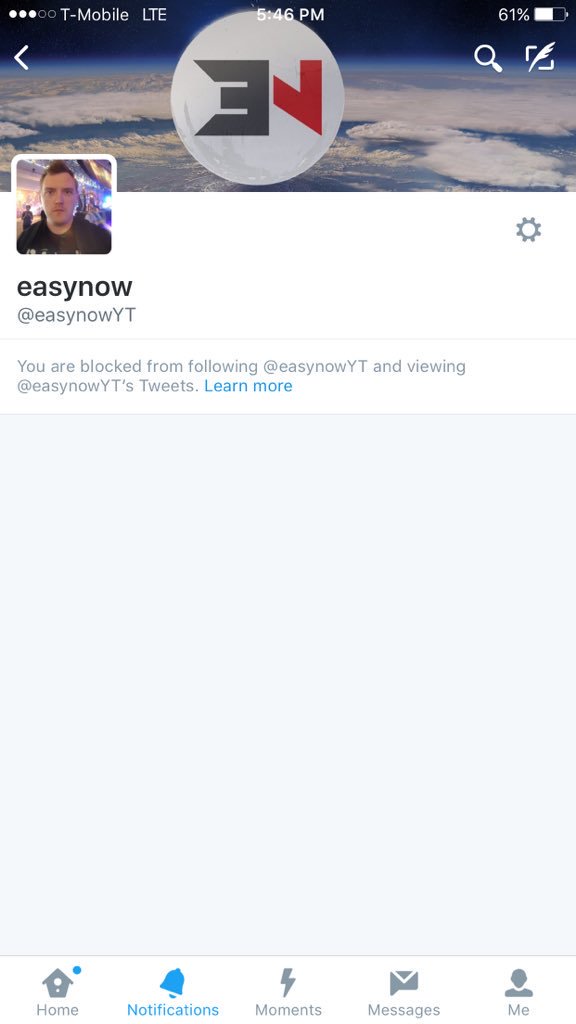 T-Mobile LTE 5:46 PM 61%
EN
easynow
@easynowYT
You are blocked from following @easynowYT and viewing
@easynowYT's Tweets. Learn more
Home Notifications Moments Messages Me